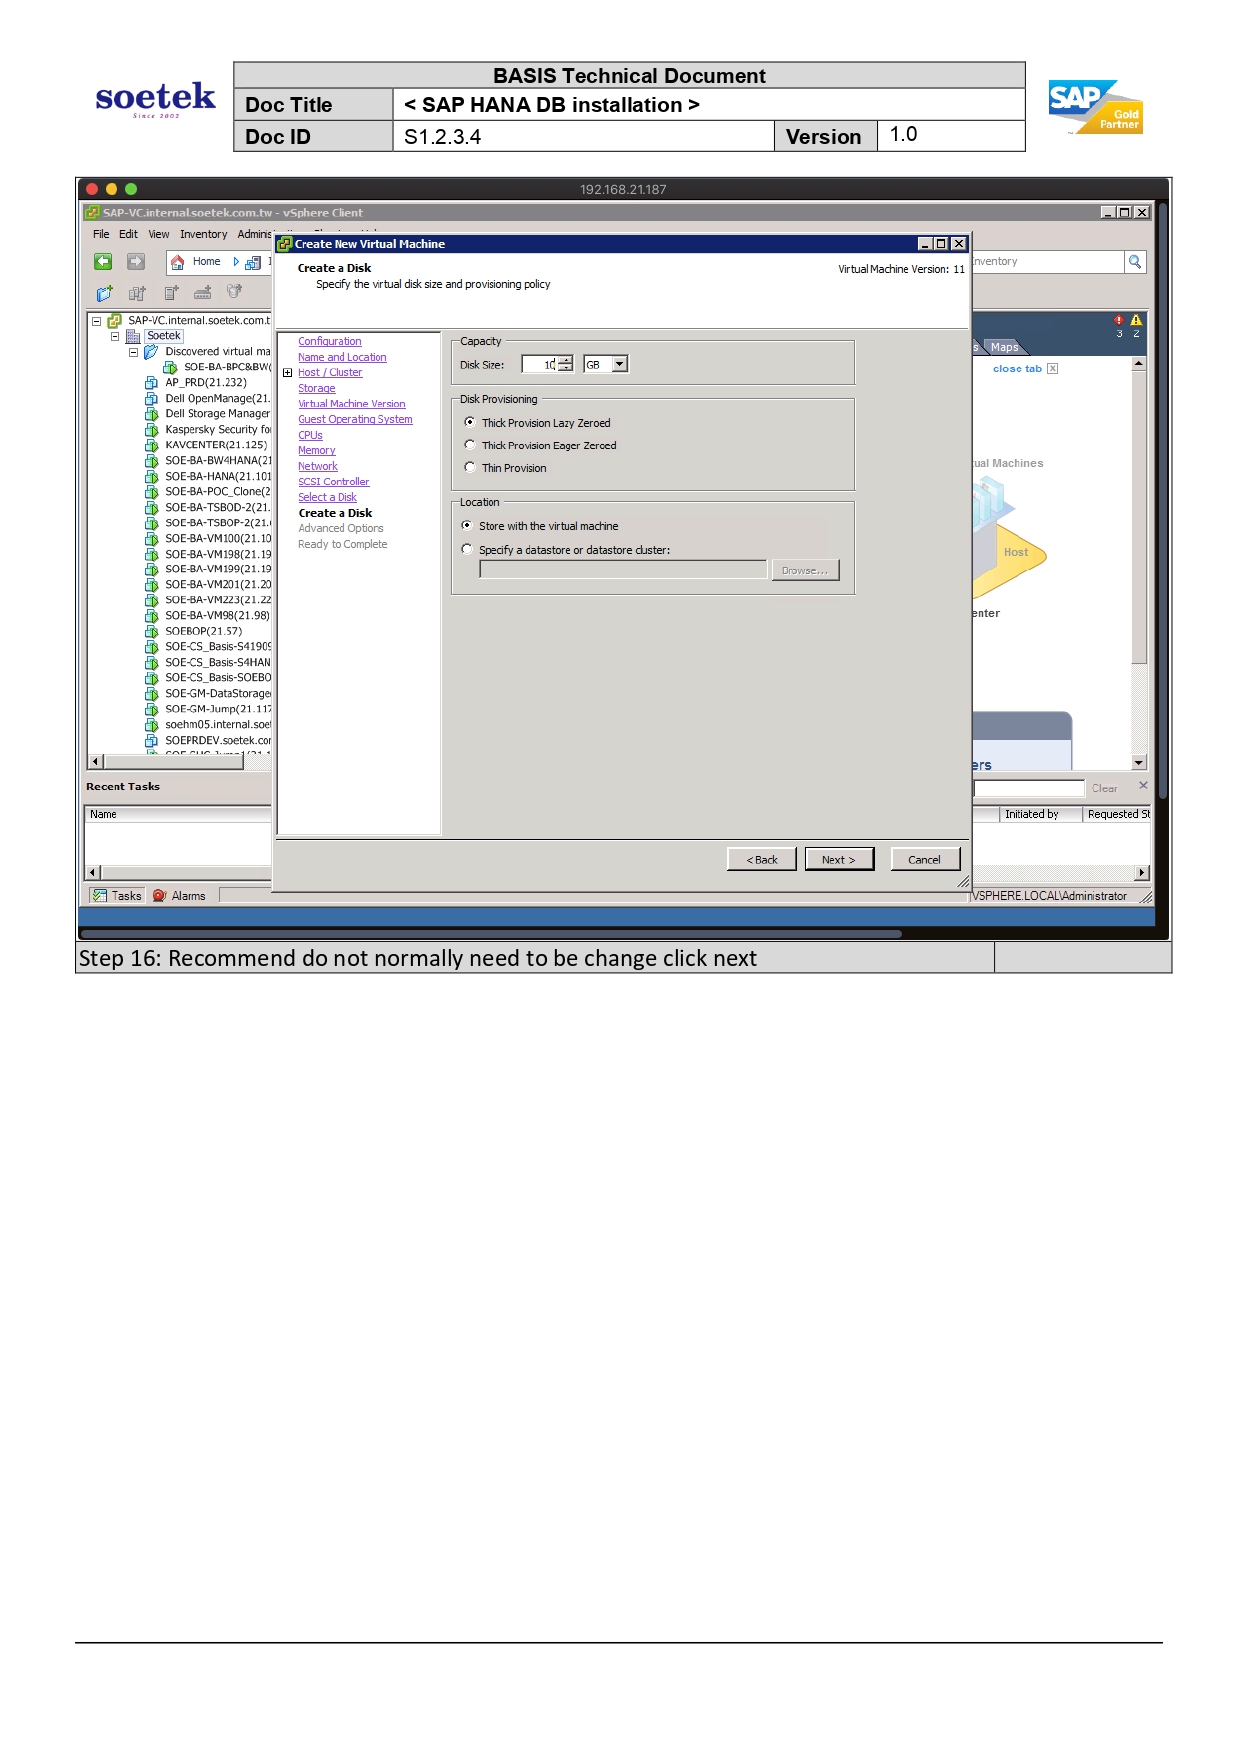 soetek
Since 2002
BASIS Technical Document
Doc Title < SAP HANA DB installation >
Doc ID S1.2.3.4 Version 1.0
SAP Gold Partner
192.168.21.187
SAP-VC.internal.soetek.com.tw - vSphere Client
File Edit View Inventory
Create New Virtual Machine
Home
Create a Disk
Specify the virtual disk size and provisioning policy
Virtual Machine Version: 11
SAP-VC.internal.soetek.com.t
Soetek
Discovered virtual ma
SOE-BA-BPC&BW(
AP_PRD(21.232)
Dell OpenManage(21.
Dell Storage Manager
Kaspersky Security fo
KAVCENTER(21.125)
SOE-BA-BW4HANA(21
SOE-BA-HANA(21.101
SOE-BA-POC_Clone(2
SOE-BA-TSBOD-2(21.
SOE-BA-TSBOP-2(21.
SOE-BA-VM100(21.10
SOE-BA-VM198(21.19
SOE-BA-VM199(21.19
SOE-BA-VM201(21.20
SOE-BA-VM223(21.22
SOE-BA-VM98(21.98)
SOEBOP(21.57)
SOE-CS_Basis-S41909
SOE-CS_Basis-S4HAN
SOE-CS_Basis-SOEBO
SOE-GM-DataStorage
SOE-GM-Jump(21.117
soehm05.internal.soet
SOEPRDEV.soetek.cor
Configuration
Name and Location
Host / Cluster
Storage
Virtual Machine Version
Guest Operating System
CPUs
Memory
Network
SCSI Controller
Select a Disk
Create a Disk
Advanced Options
Ready to Complete
Capacity
Disk Size: 10 GB
Disk Provisioning
Thick Provision Lazy Zeroed
Thick Provision Eager Zeroed
Thin Provision
Location
Store with the virtual machine
Specify a datastore or datastore cluster:
Browse...
nventory
3 2
s Maps
close tab
ual Machines
Host
enter
ers
Recent Tasks
Clear
Name
Initiated by Requested St
< Back Next > Cancel
Tasks Alarms
VSPHERE.LOCAL\Administrator
Step 16: Recommend do not normally need to be change click next